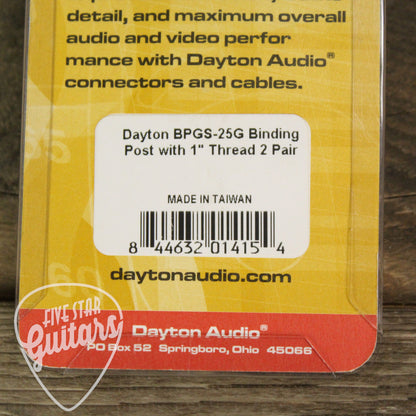 detail, and maximum overall
audio and video perfor
mance with Dayton Audio®
connectors and cables.
Dayton BPGS-25G Binding
Post with 1" Thread 2 Pair
MADE IN TAIWAN
8 44632 01415 4
daytonaudio.com
FIVE STAR
Guitars
Dayton Audio®
PO Box 52 Springboro, Ohio 45066